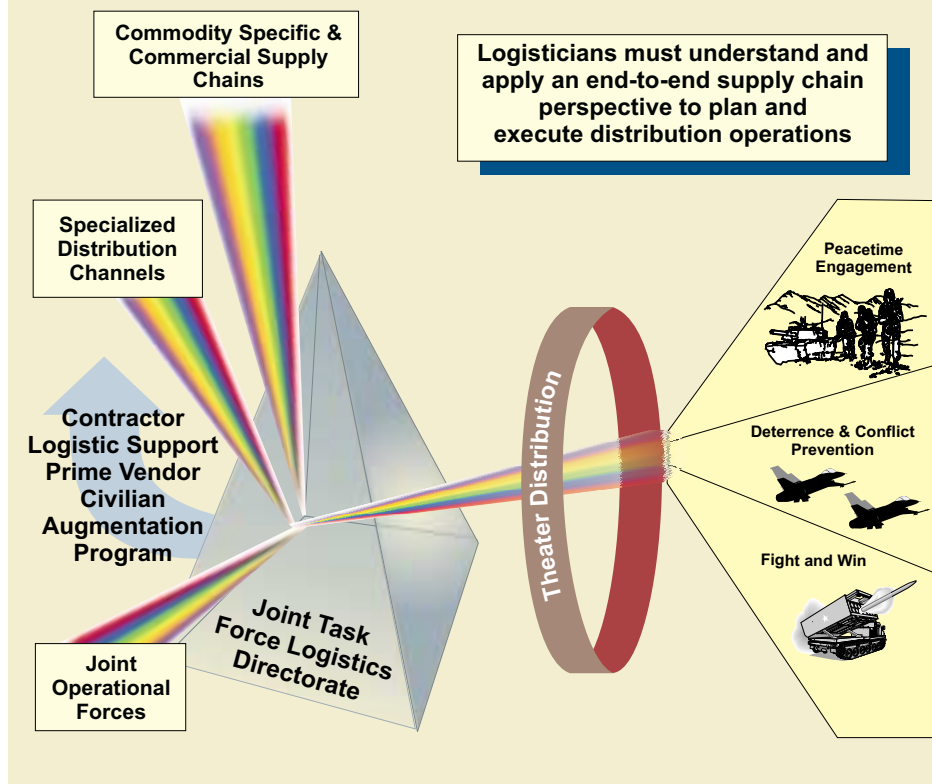 Commodity Specific &
Commercial Supply
Chains
Logisticians must understand and
apply an end-to-end supply chain
perspective to plan and
execute distribution operations
Specialized
Distribution
Channels
Peacetime
Engagement
Contractor
Logistic Support
Prime Vendor
Civilian
Augmentation
Program
Theater Distribution
Deterrence & Conflict
Prevention
Fight and Win
Joint Task
Force Logistics
Directorate
Joint
Operational
Forces